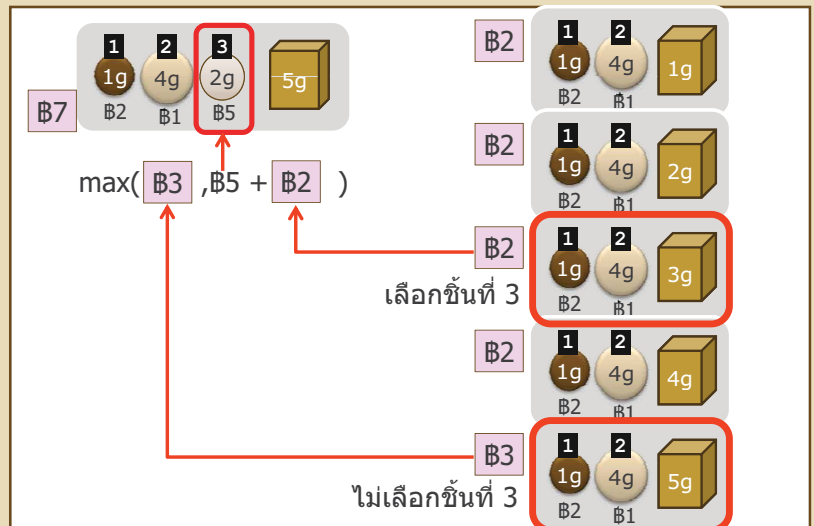 1 2 3
1g 4g 2g 5g
฿7 ฿2 ฿1 ฿5
max( ฿3 ,฿5 + ฿2 )
฿2 1 2
1g 4g 1g
฿2 ฿1
฿2 1 2
1g 4g 2g
฿2 ฿1
฿2 1 2
1g 4g 3g
เลือกชิ้นที่ 3 ฿2 ฿1
฿2 1 2
1g 4g 4g
฿2 ฿1
฿3 1 2
1g 4g 5g
ไม่เลือกชิ้นที่ 3 ฿2 ฿1